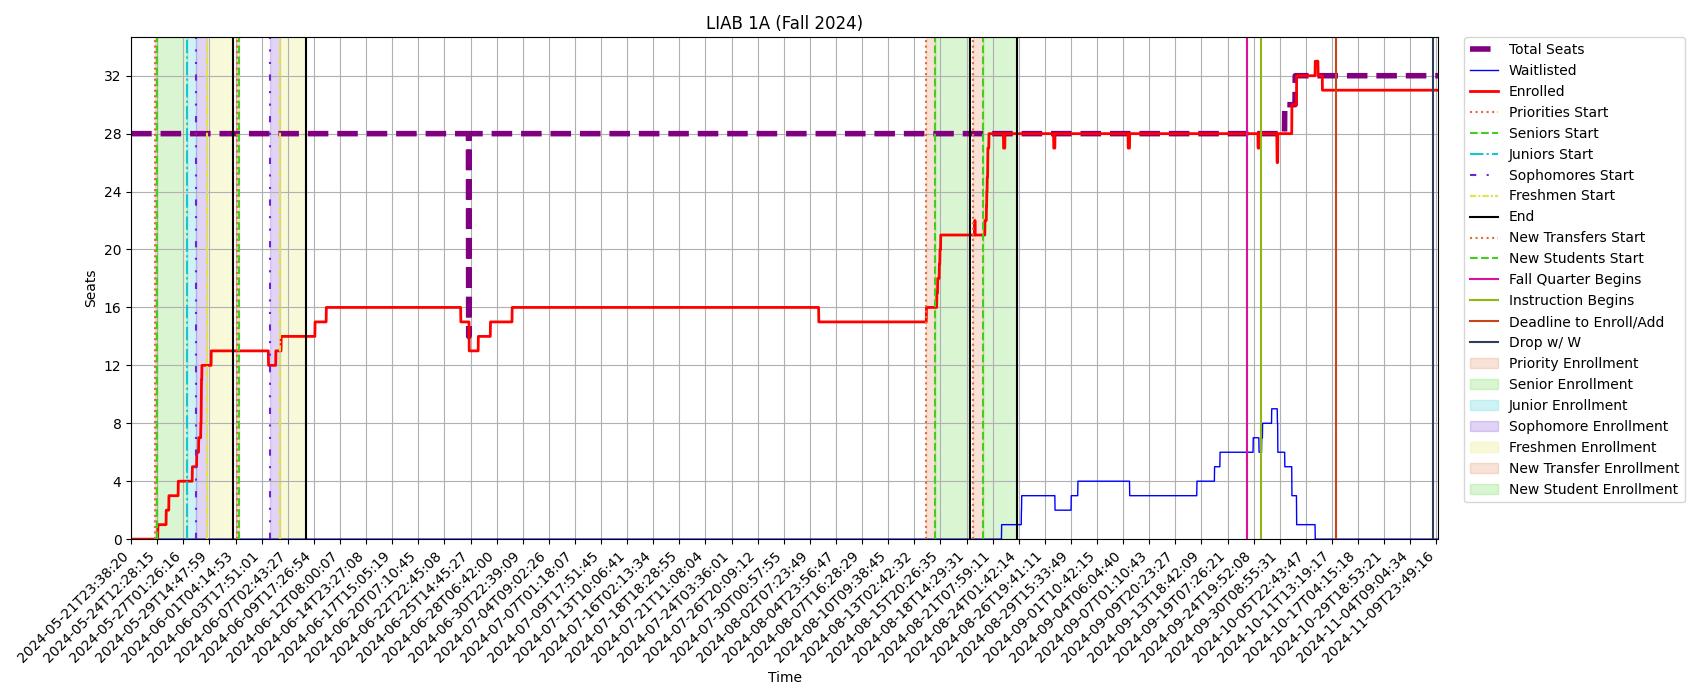 LIAB 1A (Fall 2024)
Seats
32
28
24
20
16
12
8
4
0
2024-05-21T23:38:20
2024-05-24T12:28:15
2024-05-27T01:26:16
2024-05-29T14:47:59
2024-06-01T04:14:53
2024-06-03T17:51:01
2024-06-07T02:43:27
2024-06-09T17:26:54
2024-06-12T08:00:07
2024-06-14T23:27:08
2024-06-17T15:05:19
2024-06-20T07:10:45
2024-06-22T22:45:08
2024-06-25T14:45:27
2024-06-28T06:42:00
2024-06-30T22:39:09
2024-07-04T09:02:26
2024-07-07T01:18:07
2024-07-09T17:51:45
2024-07-13T10:06:41
2024-07-16T02:13:34
2024-07-18T18:28:55
2024-07-21T11:08:04
2024-07-24T03:36:01
2024-07-26T20:09:12
2024-07-30T00:57:55
2024-08-02T07:23:49
2024-08-04T23:56:47
2024-08-07T16:28:29
2024-08-10T09:38:45
2024-08-13T02:42:32
2024-08-15T20:26:35
2024-08-18T14:29:31
2024-08-21T07:59:11
2024-08-24T01:42:14
2024-08-26T19:41:11
2024-08-29T15:33:49
2024-09-01T10:42:15
2024-09-04T06:04:40
2024-09-07T01:10:43
2024-09-09T20:23:27
2024-09-13T18:42:09
2024-09-19T07:26:21
2024-09-24T19:52:08
2024-09-30T08:55:31
2024-10-05T22:43:47
2024-10-11T13:19:17
2024-10-17T04:15:18
2024-10-29T18:53:21
2024-11-04T09:04:34
2024-11-09T23:49:16
Time
Total Seats
Waitlisted
Enrolled
Priorities Start
Seniors Start
Juniors Start
Sophomores Start
Freshmen Start
End
New Transfers Start
New Students Start
Fall Quarter Begins
Instruction Begins
Deadline to Enroll/Add
Drop w/ W
Priority Enrollment
Senior Enrollment
Junior Enrollment
Sophomore Enrollment
Freshmen Enrollment
New Transfer Enrollment
New Student Enrollment